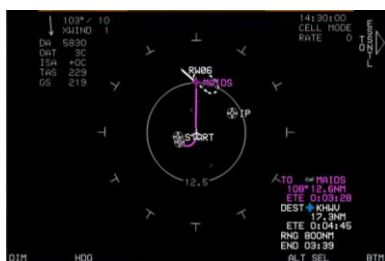 103°/ 10
XWIND 1
DA 5830
OAT 3C
ISA +0C
TAS 229
GS 219
14:30:00
CELL MODE
RATE 0
TO
ESSNTL
RW06
MAIDS
IP
START
12.5
TO MAIDS
108° 12.6NM
ETE 0:03:28
DEST KHWV
17.3NM
ETE 0:04:45
RNG 800NM
END 03:39
DIM
HDG
ALT SEL
BTM